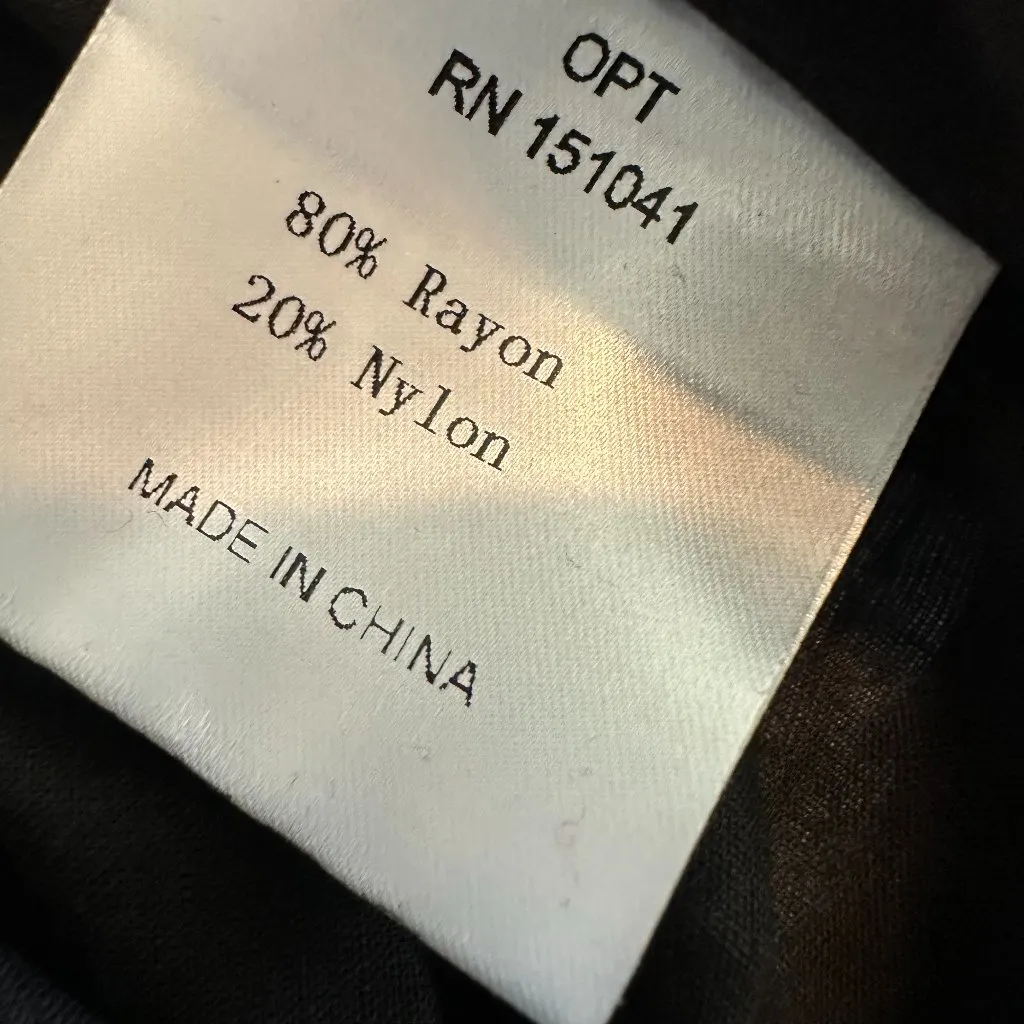 OPT
RN 151041
80% Rayon
20% Nylon
MADE IN CHINA